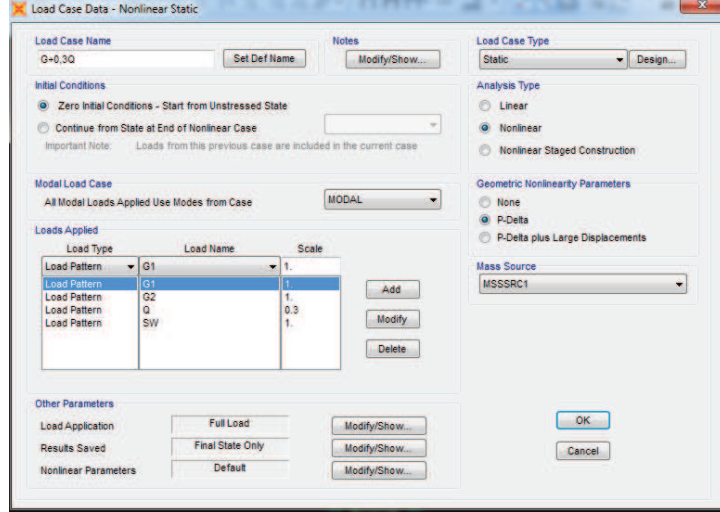 Load Case Data - Nonlinear Static
Load Case Name
G+0,3Q
Set Def Name
Notes
Modify/Show...
Load Case Type
Static
Design...
Initial Conditions
Zero Initial Conditions - Start from Unstressed State
Continue from State at End of Nonlinear Case
Important Note: Loads from this previous case are included in the current case
Analysis Type
Linear
Nonlinear
Nonlinear Staged Construction
Modal Load Case
All Modal Loads Applied Use Modes from Case
MODAL
Geometric Nonlinearity Parameters
None
P-Delta
P-Delta plus Large Displacements
Loads Applied
Load Type Load Name Scale
Load Pattern G1 1.
Load Pattern G1 1.
Load Pattern G2 1.
Load Pattern Q 0.3
Load Pattern SW 1.
Add
Modify
Delete
Mass Source
MSSSRC1
Other Parameters
Load Application Full Load Modify/Show...
Results Saved Final State Only Modify/Show...
Nonlinear Parameters Default Modify/Show...
OK
Cancel